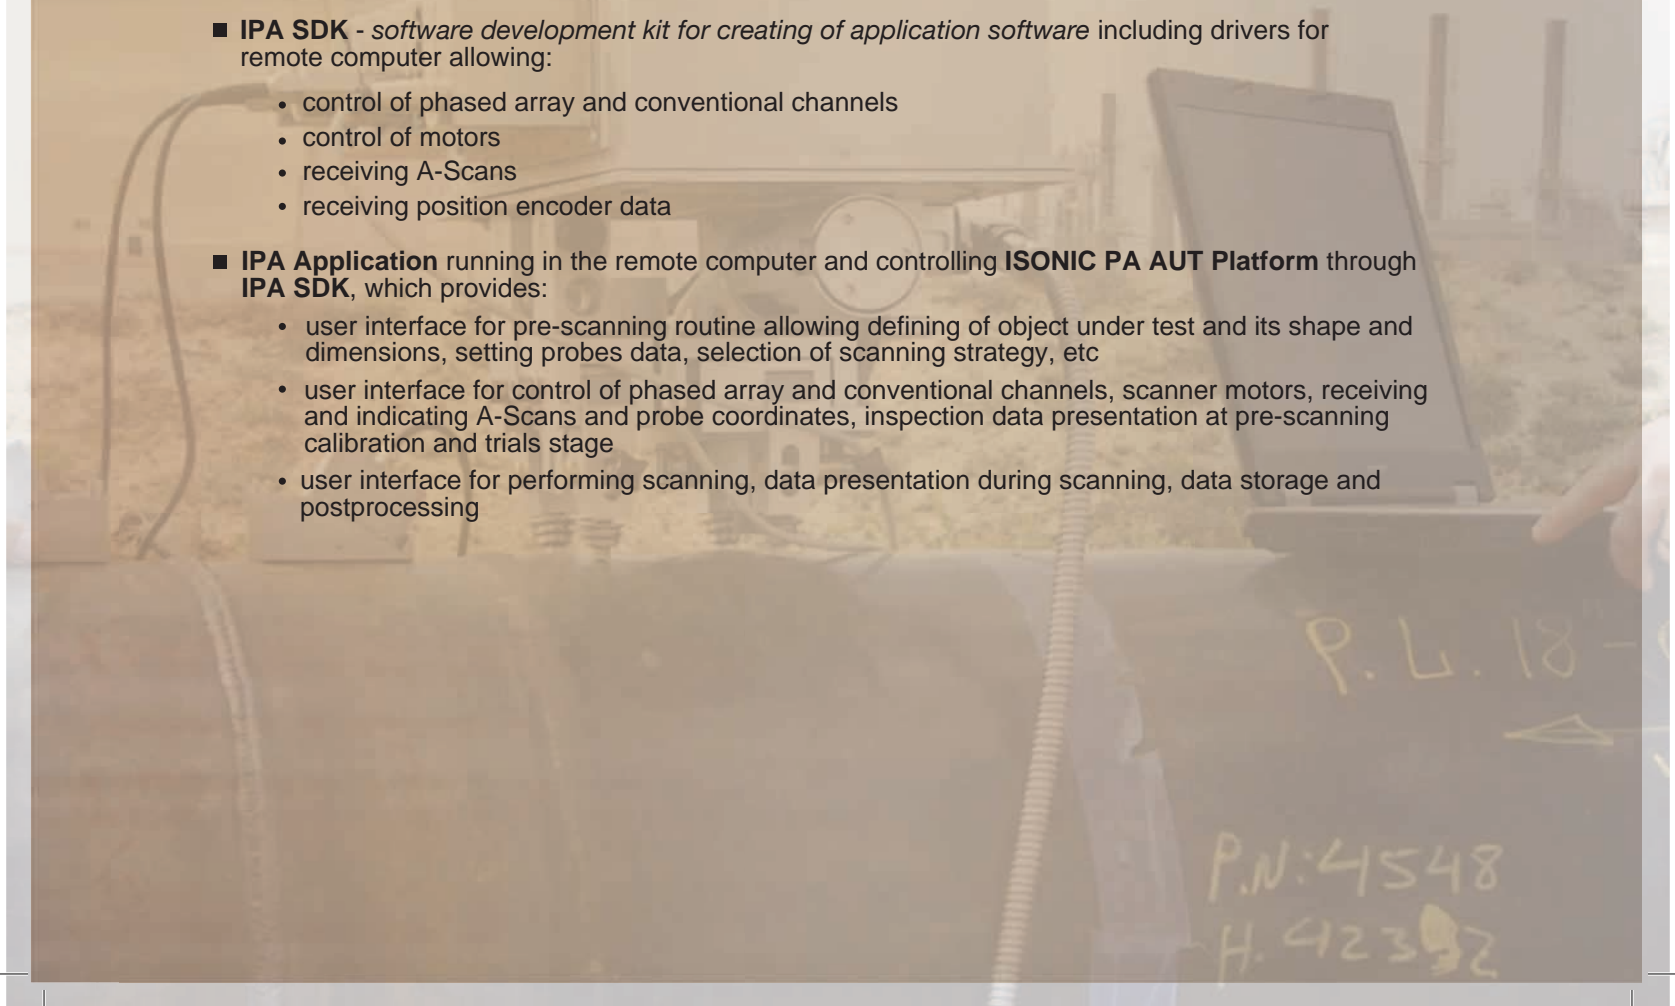 ■ IPA SDK - software development kit for creating of application software including drivers for
remote computer allowing:
• control of phased array and conventional channels
• control of motors
• receiving A-Scans
• receiving position encoder data
■ IPA Application running in the remote computer and controlling ISONIC PA AUT Platform through
IPA SDK, which provides:
• user interface for pre-scanning routine allowing defining of object under test and its shape and
dimensions, setting probes data, selection of scanning strategy, etc
• user interface for control of phased array and conventional channels, scanner motors, receiving
and indicating A-Scans and probe coordinates, inspection data presentation at pre-scanning
calibration and trials stage
• user interface for performing scanning, data presentation during scanning, data storage and
postprocessing
P.L. 18-
P.N:4548